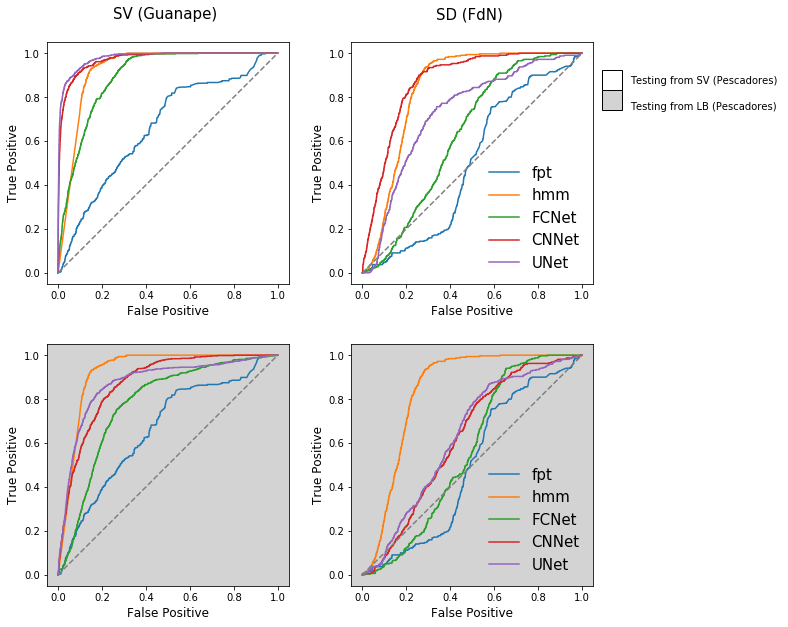 SV (Guanape)
SD (FdN)
1.0
0.8
0.6
0.4
0.2
0.0
True Positive
0.0 0.2 0.4 0.6 0.8 1.0
False Positive
1.0
0.8
0.6
0.4
0.2
0.0
True Positive
0.0 0.2 0.4 0.6 0.8 1.0
False Positive
fpt
hmm
FCNet
CNNet
UNet
Testing from SV (Pescadores)
Testing from LB (Pescadores)
1.0
0.8
0.6
0.4
0.2
0.0
True Positive
0.0 0.2 0.4 0.6 0.8 1.0
False Positive
1.0
0.8
0.6
0.4
0.2
0.0
True Positive
0.0 0.2 0.4 0.6 0.8 1.0
False Positive
fpt
hmm
FCNet
CNNet
UNet